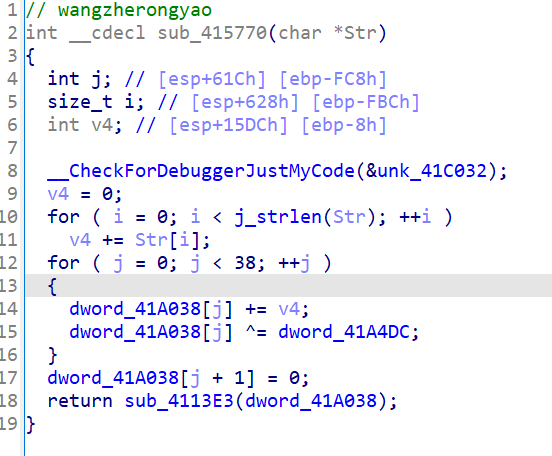 1 // wangzherongyao
2 int __cdecl sub_415770(char *Str)
3 {
4   int j; // [esp+61Ch] [ebp-FC8h]
5   size_t i; // [esp+628h] [ebp-FBCh]
6   int v4; // [esp+15DCh] [ebp-8h]
7
8   __CheckForDebuggerJustMyCode(&unk_41C032);
9   v4 = 0;
10   for ( i = 0; i < j_strlen(Str); ++i )
11     v4 += Str[i];
12   for ( j = 0; j < 38; ++j )
13   {
14     dword_41A038[j] += v4;
15     dword_41A038[j] ^= dword_41A4DC;
16   }
17   dword_41A038[j + 1] = 0;
18   return sub_4113E3(dword_41A038);
19 }